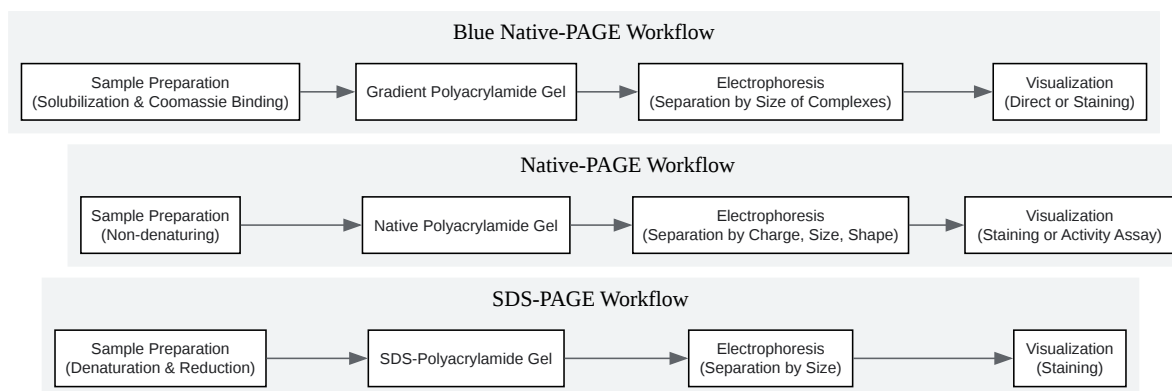 Blue Native-PAGE Workflow
Sample Preparation
(Solubilization & Coomassie Binding)
Gradient Polyacrylamide Gel
Electrophoresis
(Separation by Size of Complexes)
Visualization
(Direct or Staining)
Native-PAGE Workflow
Sample Preparation
(Non-denaturing)
Native Polyacrylamide Gel
Electrophoresis
(Separation by Charge, Size, Shape)
Visualization
(Staining or Activity Assay)
SDS-PAGE Workflow
Sample Preparation
(Denaturation & Reduction)
SDS-Polyacrylamide Gel
Electrophoresis
(Separation by Size)
Visualization
(Staining)